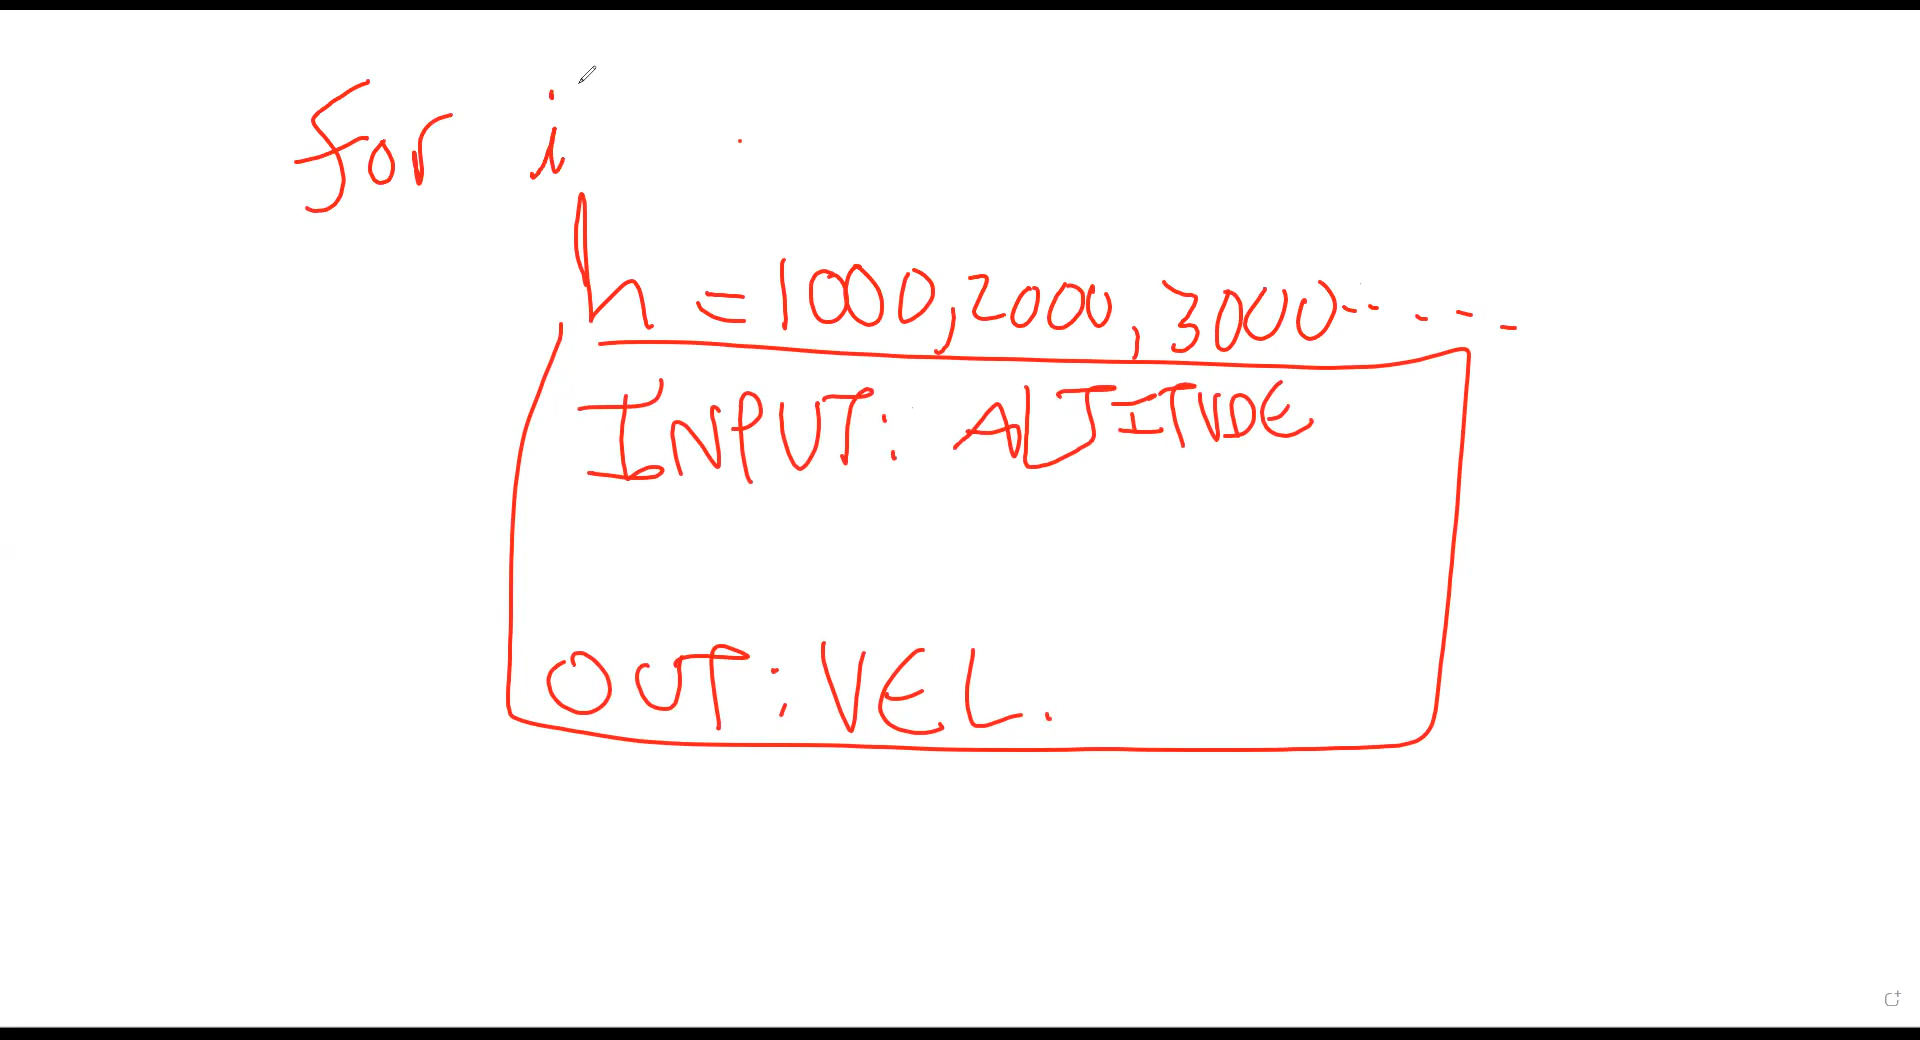 for i
h = 1000, 2000, 3000.....
INPUT: ALTITUDE
OUT: VEL.